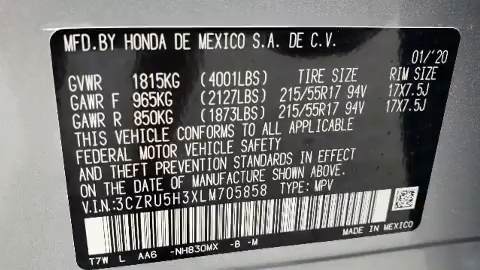 MFD.BY HONDA DE MEXICO S.A. DE C.V.
01/'20
GVWR 1815KG (4001LBS) TIRE SIZE RIM SIZE
GAWR F 965KG (2127LBS) 215/55R17 94V 17X7.5J
GAWR R 850KG (1873LBS) 215/55R17 94V 17X7.5J
THIS VEHICLE CONFORMS TO ALL APPLICABLE
FEDERAL MOTOR VEHICLE SAFETY
AND THEFT PREVENTION STANDARDS IN EFFECT
ON THE DATE OF MANUFACTURE SHOWN ABOVE.
V.I.N:3CZRU5H3XLM705858 TYPE: MPV
T7W L AA6 -NH830MX -B -M MADE IN MEXICO